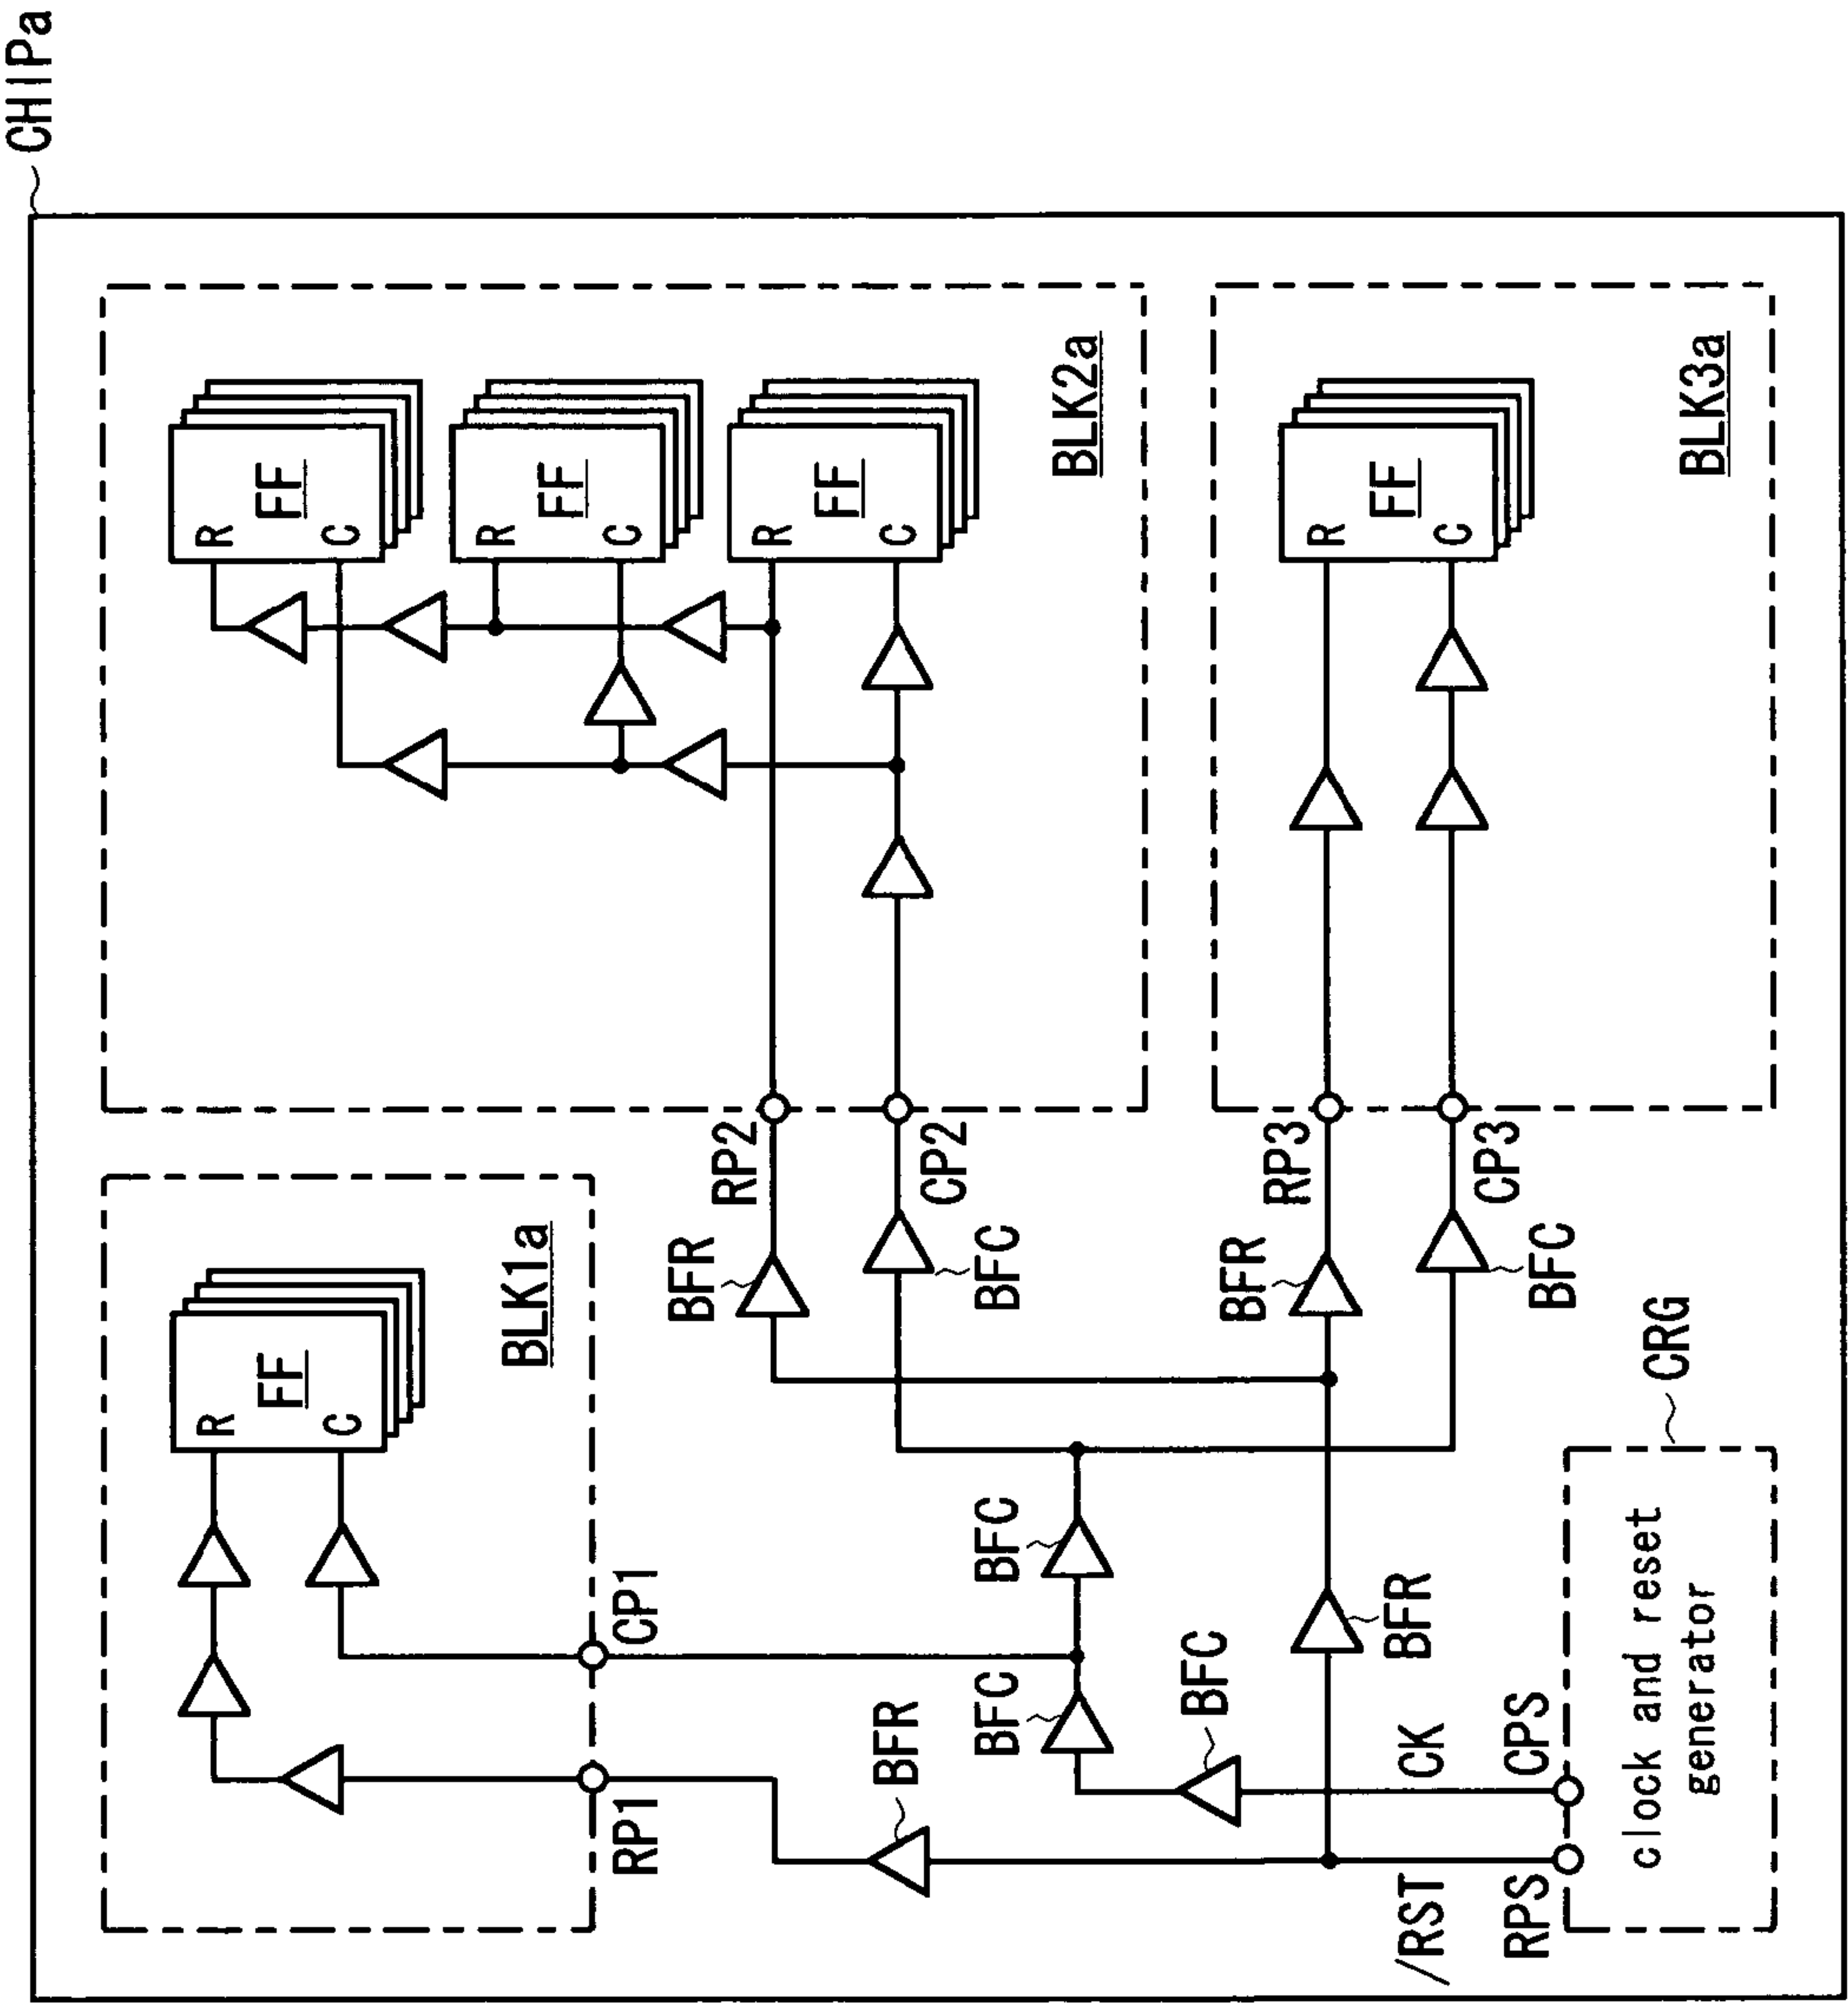 CHIPa
BLK1a
R
FF
C
RP1
CP1
BLK2a
R
FF
C
R
FF
C
R
FF
C
BFR
RP2
CP2
BFC
BFR
BFC
BFC
BFC
BFR
BFR
RP3
CP3
BFC
BLK3a
R
FF
C
/RST
CK
RPS
CPS
CRG
clock and reset
generator